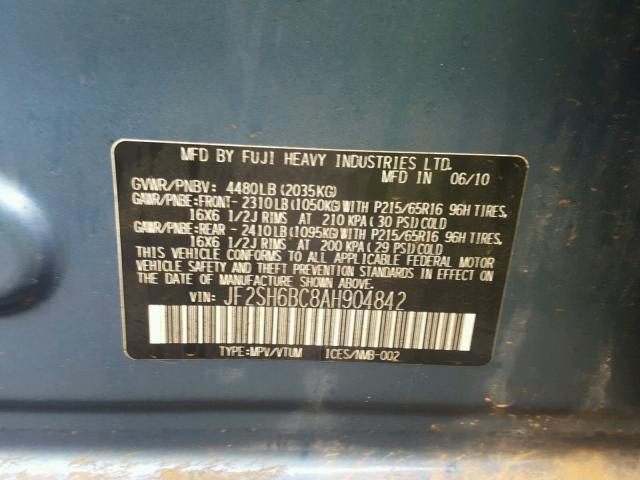 MFD BY FUJI HEAVY INDUSTRIES LTD.
MFD IN 06/10
GVWR/PNBV: 4480LB(2035KG)
GAWR/PNBE:FRONT- 2310LB(1050KG)WITH P215/65R16 96H TIRES,
16X6 1/2J RIMS AT 210 KPA(30 PSI)COLD
GAWR/PNBE:REAR - 2410LB(1095KG)WITH P215/65R16 96H TIRES,
16X6 1/2J RIMS AT 200 KPA(29 PSI)COLD
THIS VEHICLE CONFORMS TO ALL APPLICABLE FEDERAL MOTOR
VEHICLE SAFETY AND THEFT PREVENTION STANDARDS IN EFFECT ON
THE DATE OF MANUFACTURE SHOWN ABOVE.
VIN: JF2SH6BC8AH904842
TYPE:MPV/VTUM ICES/NMB-002